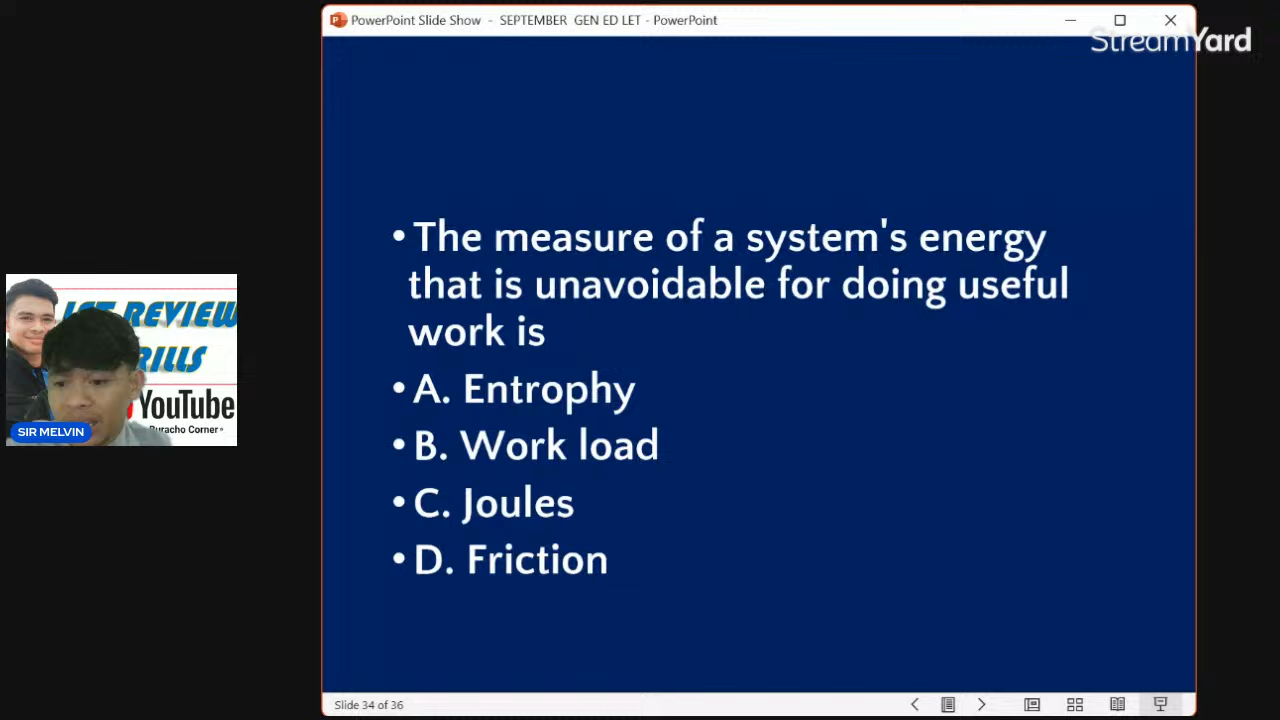 PowerPoint Slide Show - SEPTEMBER GEN ED LET - PowerPoint
StreamYard
• The measure of a system's energy
that is unavoidable for doing useful
work is
• A. Entrophy
• B. Work load
• C. Joules
• D. Friction
REVIEW
YouTube
SIR MELVIN
Corner
Slide 34 of 36